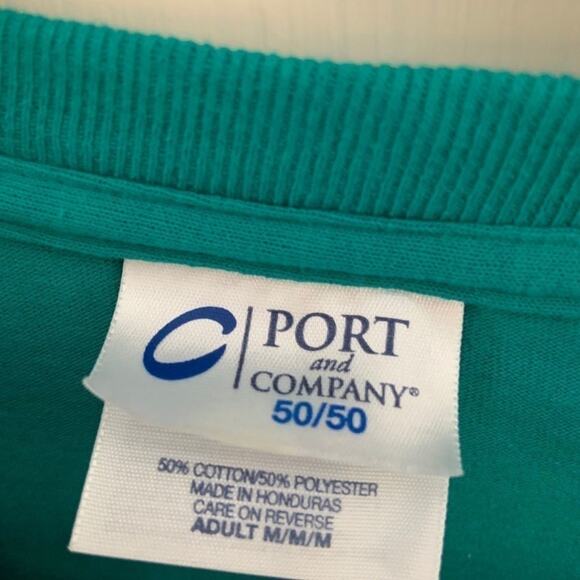 PORT
and
COMPANY®
50/50
50% COTTON/50% POLYESTER
MADE IN HONDURAS
CARE ON REVERSE
ADULT M/M/M